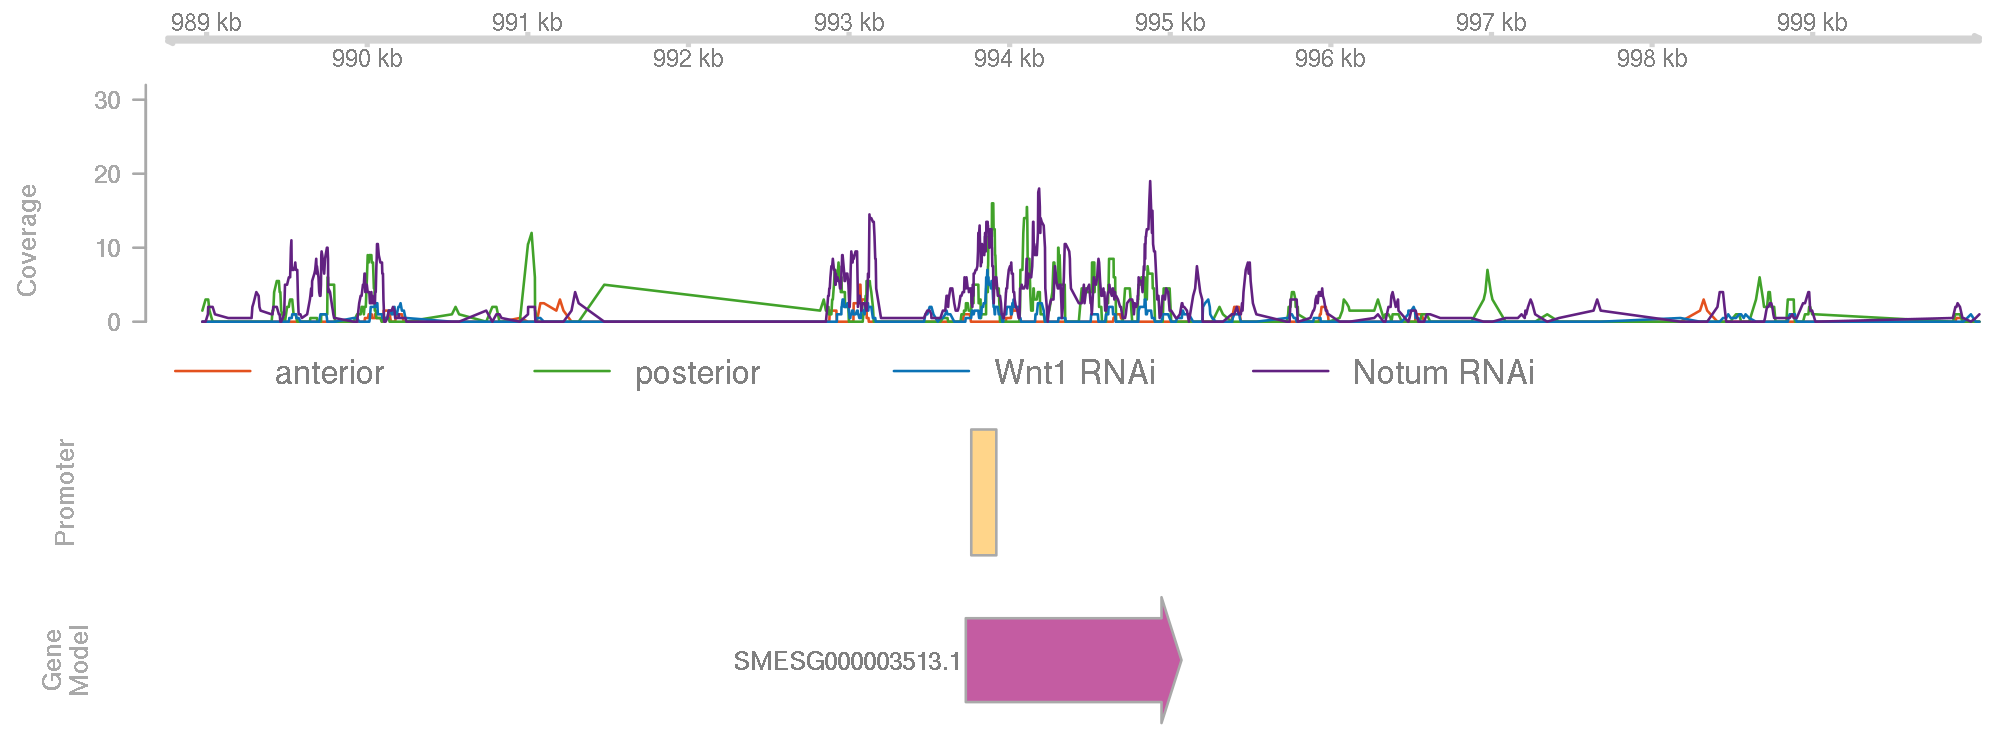 989 kb 991 kb 993 kb 995 kb 997 kb 999 kb
990 kb 992 kb 994 kb 996 kb 998 kb
30
20
10
0
Coverage
anterior posterior Wnt1 RNAi Notum RNAi
Promoter
Gene
Model
SMESG000003513.1